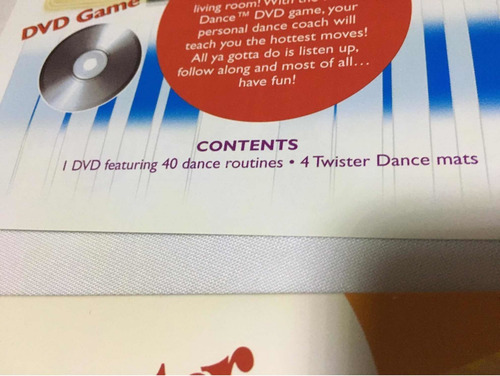 DVD Game
living room! With the
Dance™ DVD game, your
personal dance coach will
teach you the hottest moves!
All ya gotta do is listen up,
follow along and most of all...
have fun!
CONTENTS
1 DVD featuring 40 dance routines • 4 Twister Dance mats